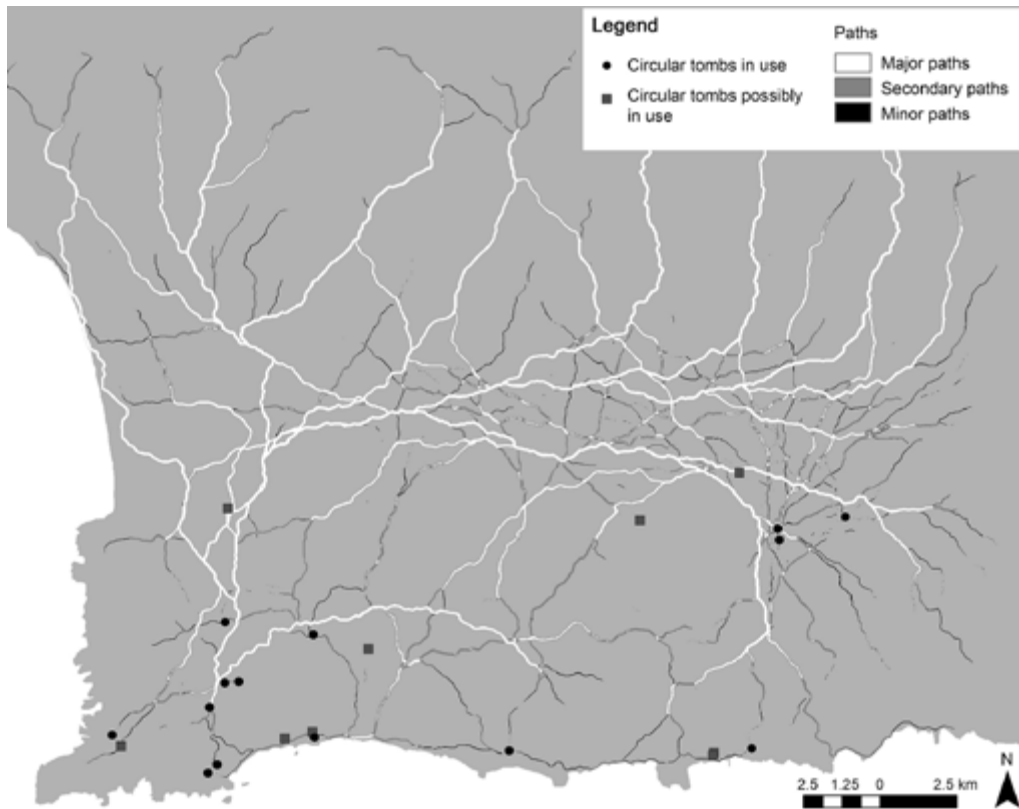 Legend
Circular tombs in use
Circular tombs possibly
in use
Paths
Major paths
Secondary paths
Minor paths
N
2.5 1.25 0 2.5 km